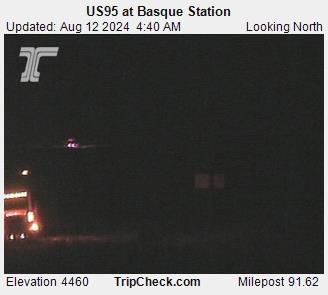 US95 at Basque Station
Updated: Aug 12 2024 4:40 AM Looking North
Elevation 4460 TripCheck.com Milepost 91.62